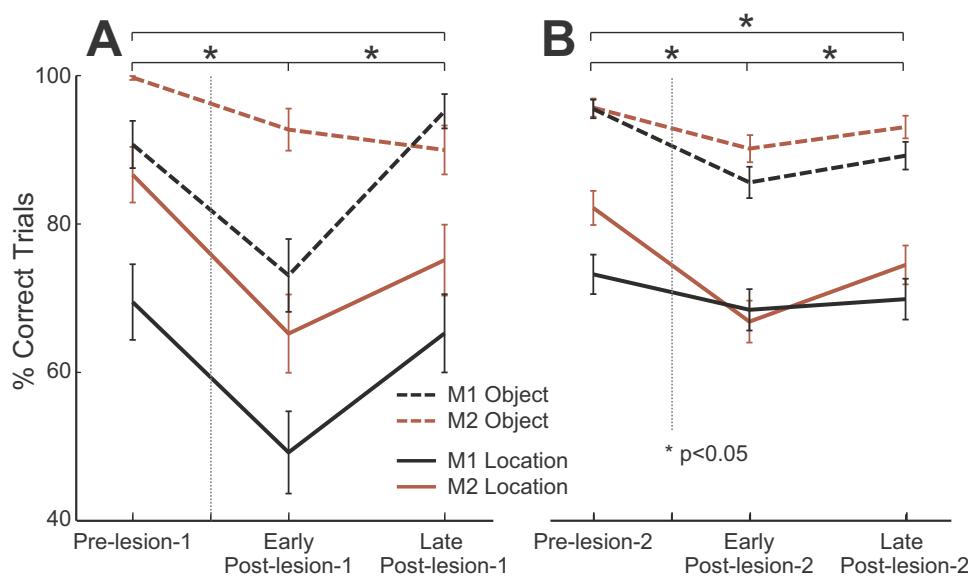 A
B
*
*
*
*
*
% Correct Trials
100
80
60
40
M1 Object
M2 Object
M1 Location
M2 Location
* p<0.05
Pre-lesion-1
Early
Post-lesion-1
Late
Post-lesion-1
Pre-lesion-2
Early
Post-lesion-2
Late
Post-lesion-2